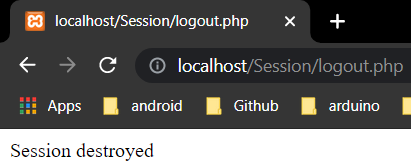 localhost/Session/logout.php
localhost/Session/logout.php
Apps android Github arduino
Session destroyed